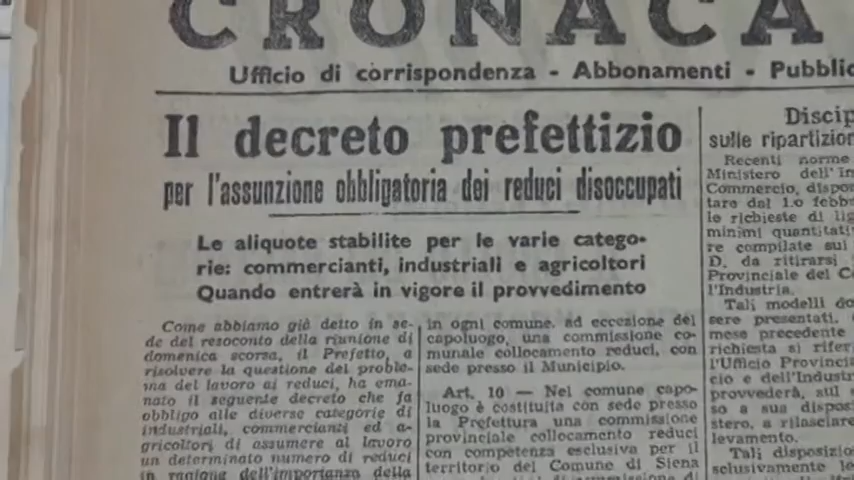 CRONACA
Ufficio di corrispondenza - Abbonamenti - Pubblic
Il decreto prefettizio
per l'assunzione obbligatoria dei reduci disoccupati
Le aliquote stabilite per le varie catego-
rie: commercianti, industriali e agricoltori
Quando entrerà in vigore il provvedimento
Come abbiamo già detto in se-
de del resoconto della riunione di
domenica scorsa, il Prefetto, a
risolvere la questione del proble-
ma del lavoro ai reduci, ha ema-
nato il seguente decreto che fa
obbligo alle diverse categorie di
industriali, commercianti ed a-
gricoltori di assumere al lavoro
un determinato numero di reduci
in ragione dell'importanza della
in ogni comune, ad eccezione del
capoluogo, una commissione co-
munale collocamento reduci, con
sede presso il Municipio.
Art. 10 — Nel comune capo-
luogo è costituita con sede presso
la Prefettura una commissione
provinciale collocamento reduci
con competenza esclusiva per il
territorio del Comune di Siena
Discip
sulle ripartizion
Recenti norme
Ministero dell'In
Commercio, dispo
tare dal 1.o febb
le richieste di lig
minimi quantitati
re compilate sui
D. da ritirarsi
Provinciale del C
l'Industria.
Tali modelli do
sere presentati,
mese precedente
richiesta si rifer
l'Ufficio Provinci
cio e dell'Industr
provvederà, sul
so a sua dispos
stero, a rilasciare
levamento.
Tali disposizio
sclusivamente le